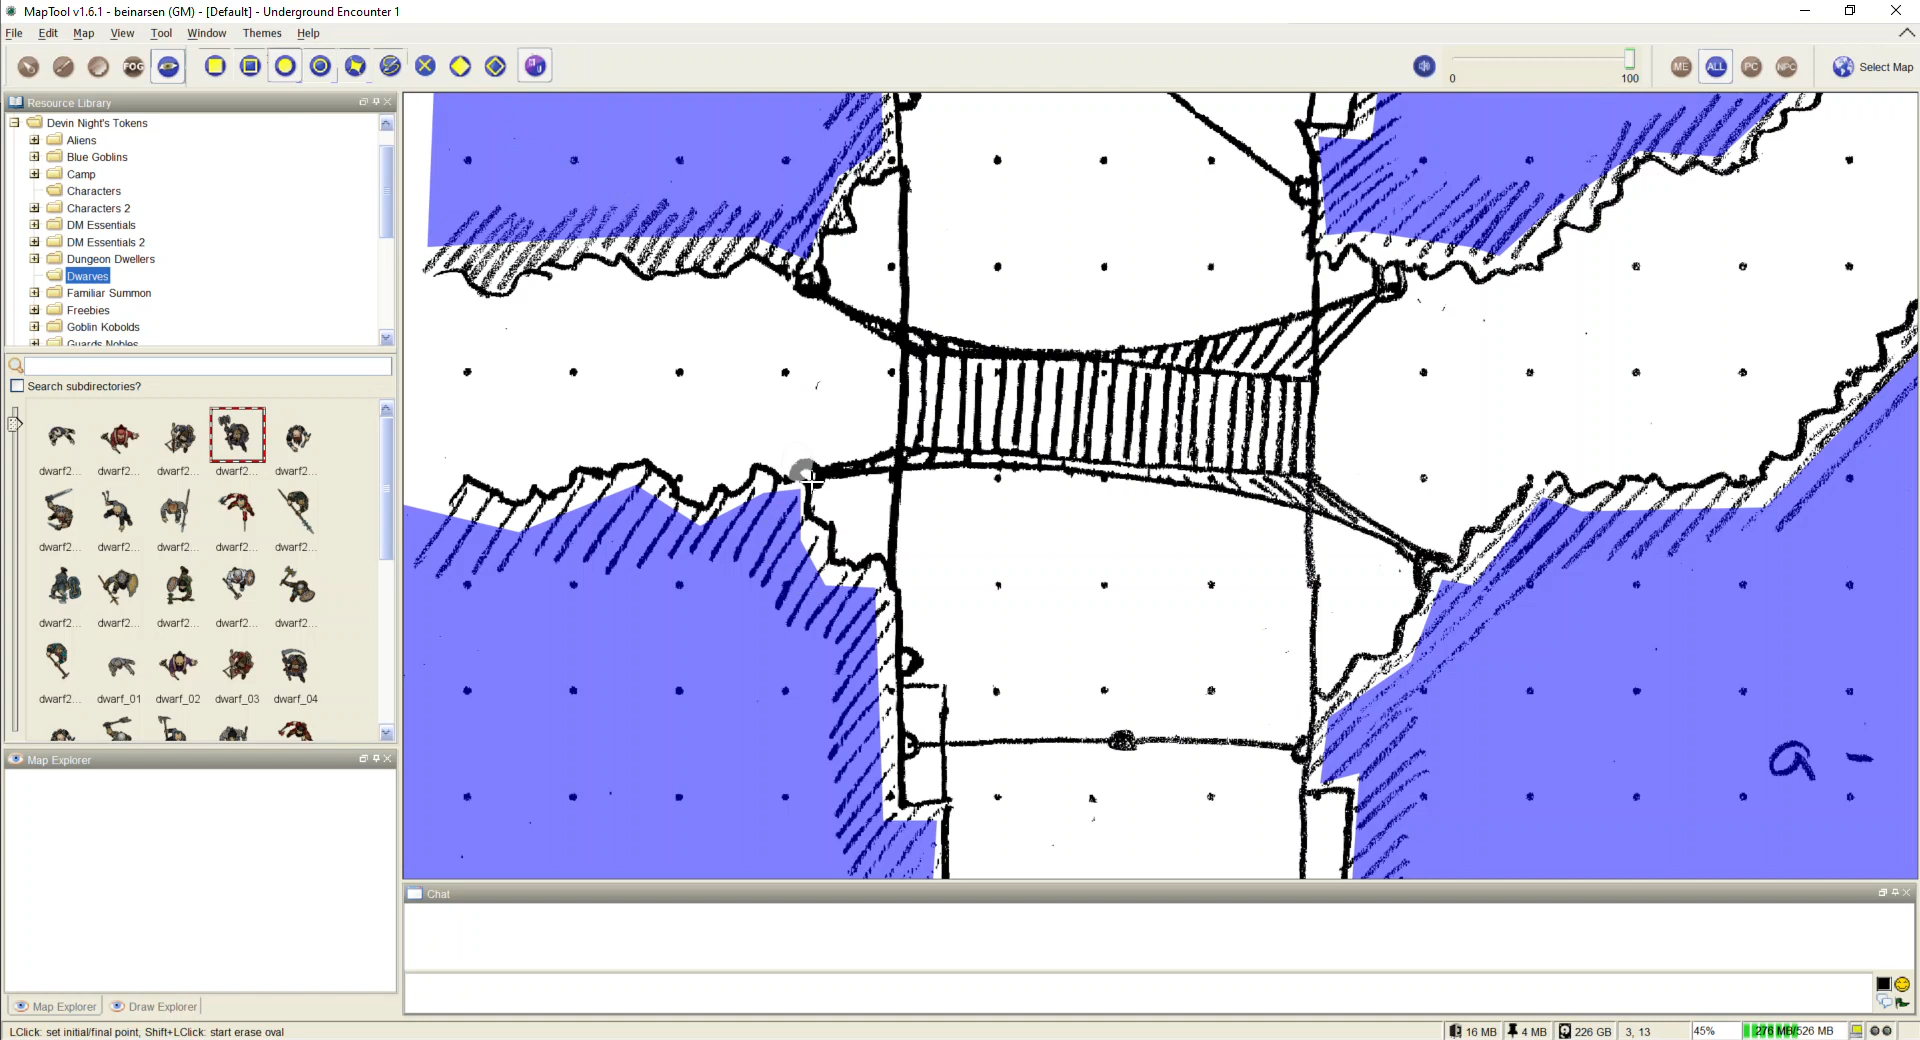 MapTool v1.6.1 - beinarsen (GM) - [Default] - Underground Encounter 1
File Edit Map View Tool Window Themes Help
FOG
0 100
ME ALL PC NPC
Select Map
Resource Library
Devin Night's Tokens
Aliens
Blue Goblins
Camp
Characters
Characters 2
DM Essentials
DM Essentials 2
Dungeon Dwellers
Dwarves
Familiar Summon
Freebies
Goblin Kobolds
Guards Nobles
Search subdirectories?
dwarf2... dwarf2... dwarf2... dwarf2... dwarf2...
dwarf2... dwarf2... dwarf2... dwarf2... dwarf2...
dwarf2... dwarf2... dwarf2... dwarf2... dwarf2...
dwarf2... dwarf_01 dwarf_02 dwarf_03 dwarf_04
Map Explorer
a -
Chat
Map Explorer Draw Explorer
LClick: set initial/final point, Shift+LClick: start erase oval
16 MB 4 MB 226 GB 3, 13 45% 276 MB/526 MB